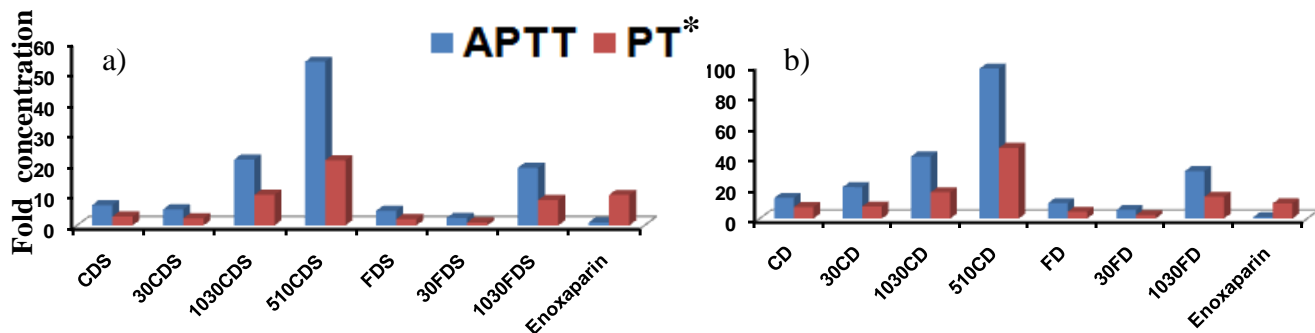 Fold concentration
a)
APTT PT*
60
50
40
30
20
10
0
CDS
30CDS
1030CDS
510CDS
FDS
30FDS
1030FDS
Enoxaparin
b)
100
80
60
40
20
0
CD
30CD
1030CD
510CD
FD
30FD
1030FD
Enoxaparin